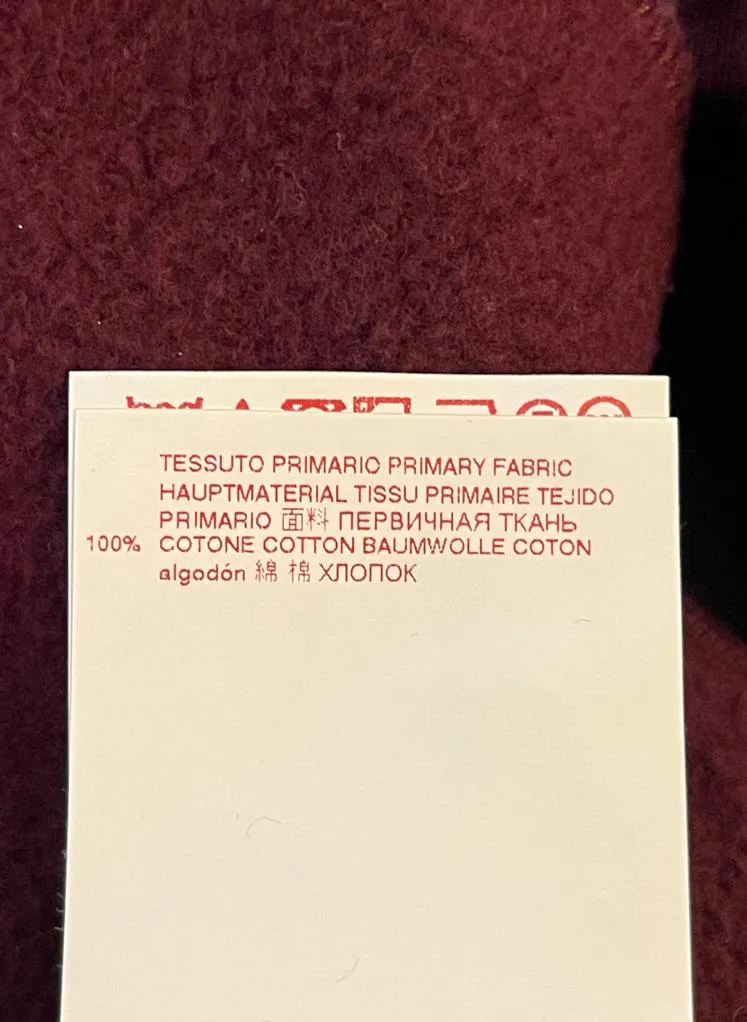 TESSUTO PRIMARIO PRIMARY FABRIC
HAUPTMATERIAL TISSU PRIMAIRE TEJIDO
PRIMARIO 面料 ПЕРВИЧНАЯ ТКАНЬ
100% COTONE COTTON BAUMWOLLE COTON
algodón 綿 棉 ХЛОПОК